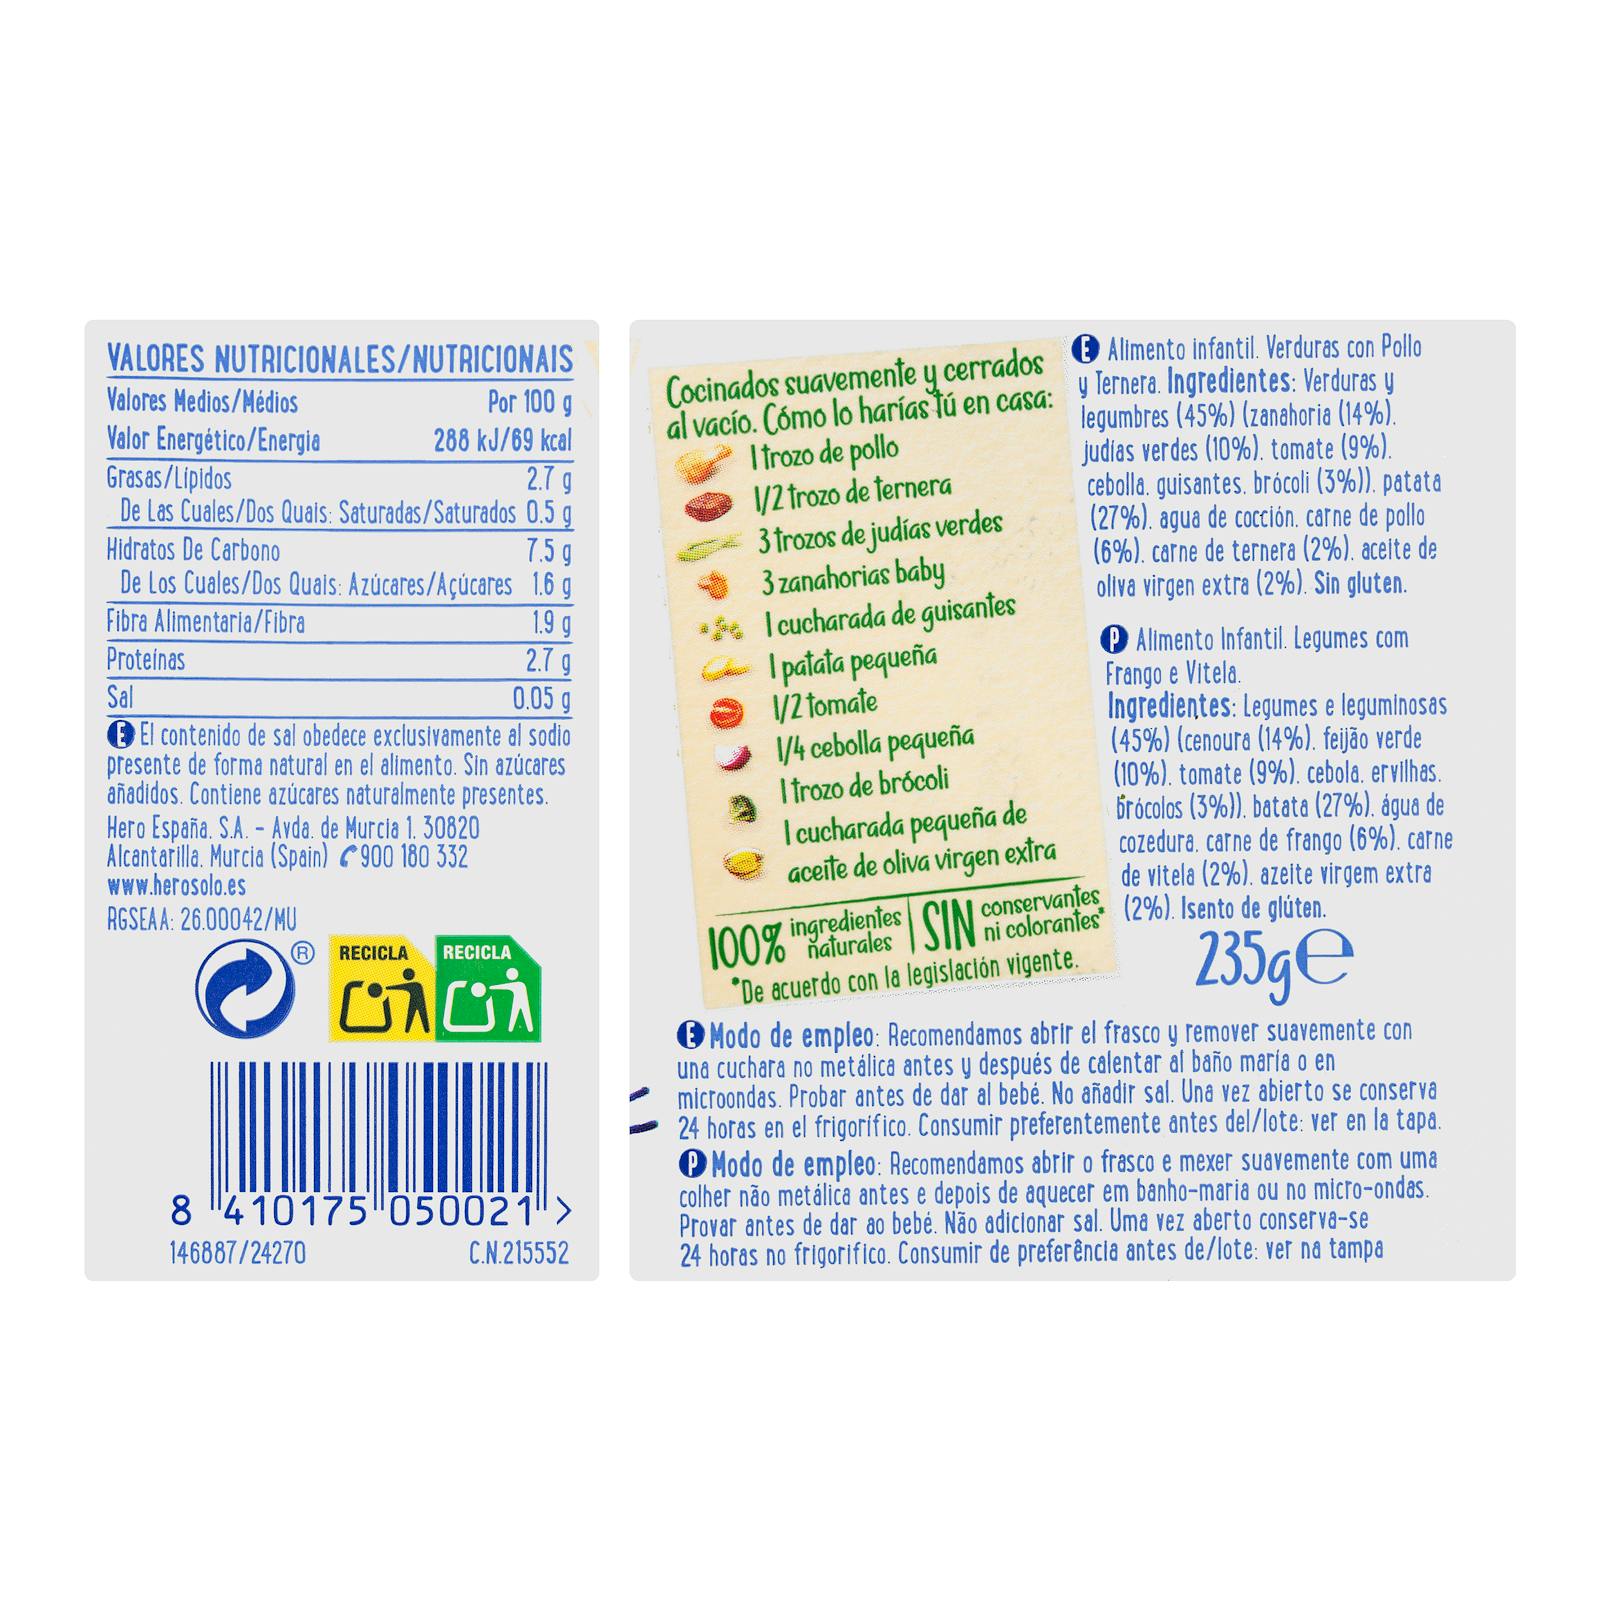 VALORES NUTRICIONALES/NUTRICIONAIS
Valores Medios/Médios Por 100 g
Valor Energético/Energia 288 kJ/69 kcal
Grasas/Lípidos 2.7 g
De Las Cuales/Dos Quais: Saturadas/Saturados 0.5 g
Hidratos De Carbono 7.5 g
De Los Cuales/Dos Quais: Azúcares/Açúcares 1.6 g
Fibra Alimentaria/Fibra 1.9 g
Proteínas 2.7 g
Sal 0.05 g
E El contenido de sal obedece exclusivamente al sodio
presente de forma natural en el alimento. Sin azúcares
añadidos. Contiene azúcares naturalmente presentes.
Hero España, S.A. - Avda. de Murcia 1, 30820
Alcantarilla, Murcia (Spain) 900 180 332
www.herosolo.es
RGSEAA: 26.00042/MU
®
RECICLA
RECICLA
8 410175 050021 >
146887/24270 C.N.215552
Cocinados suavemente y cerrados
al vacío. Cómo lo harías tú en casa:
1 trozo de pollo
1/2 trozo de ternera
3 trozos de judías verdes
3 zanahorias baby
1 cucharada de guisantes
1 patata pequeña
1/2 tomate
1/4 cebolla pequeña
1 trozo de brócoli
1 cucharada pequeña de
aceite de oliva virgen extra
100% ingredientes
naturales
SIN conservantes
ni colorantes*
*De acuerdo con la legislación vigente.
E Alimento infantil. Verduras con Pollo
y Ternera. Ingredientes: Verduras y
legumbres (45%) (zanahoria (14%),
judías verdes (10%), tomate (9%),
cebolla, guisantes, brócoli (3%)), patata
(27%), agua de cocción, carne de pollo
(6%), carne de ternera (2%), aceite de
oliva virgen extra (2%). Sin gluten.
P Alimento Infantil. Legumes com
Frango e Vitela.
Ingredientes: Legumes e leguminosas
(45%) (cenoura (14%), feijão verde
(10%), tomate (9%), cebola, ervilhas,
brócolos (3%)), batata (27%), água de
cozedura, carne de frango (6%), carne
de vitela (2%), azeite virgem extra
(2%). Isento de glúten.
235g e
E Modo de empleo: Recomendamos abrir el frasco y remover suavemente con
una cuchara no metálica antes y después de calentar al baño maría o en
microondas. Probar antes de dar al bebé. No añadir sal. Una vez abierto se conserva
24 horas en el frigorífico. Consumir preferentemente antes del/lote: ver en la tapa.
P Modo de empleo: Recomendamos abrir o frasco e mexer suavemente com uma
colher não metálica antes e depois de aquecer em banho-maria ou no micro-ondas.
Provar antes de dar ao bebé. Não adicionar sal. Uma vez aberto conserva-se
24 horas no frigorifico. Consumir de preferência antes de/lote: ver na tampa